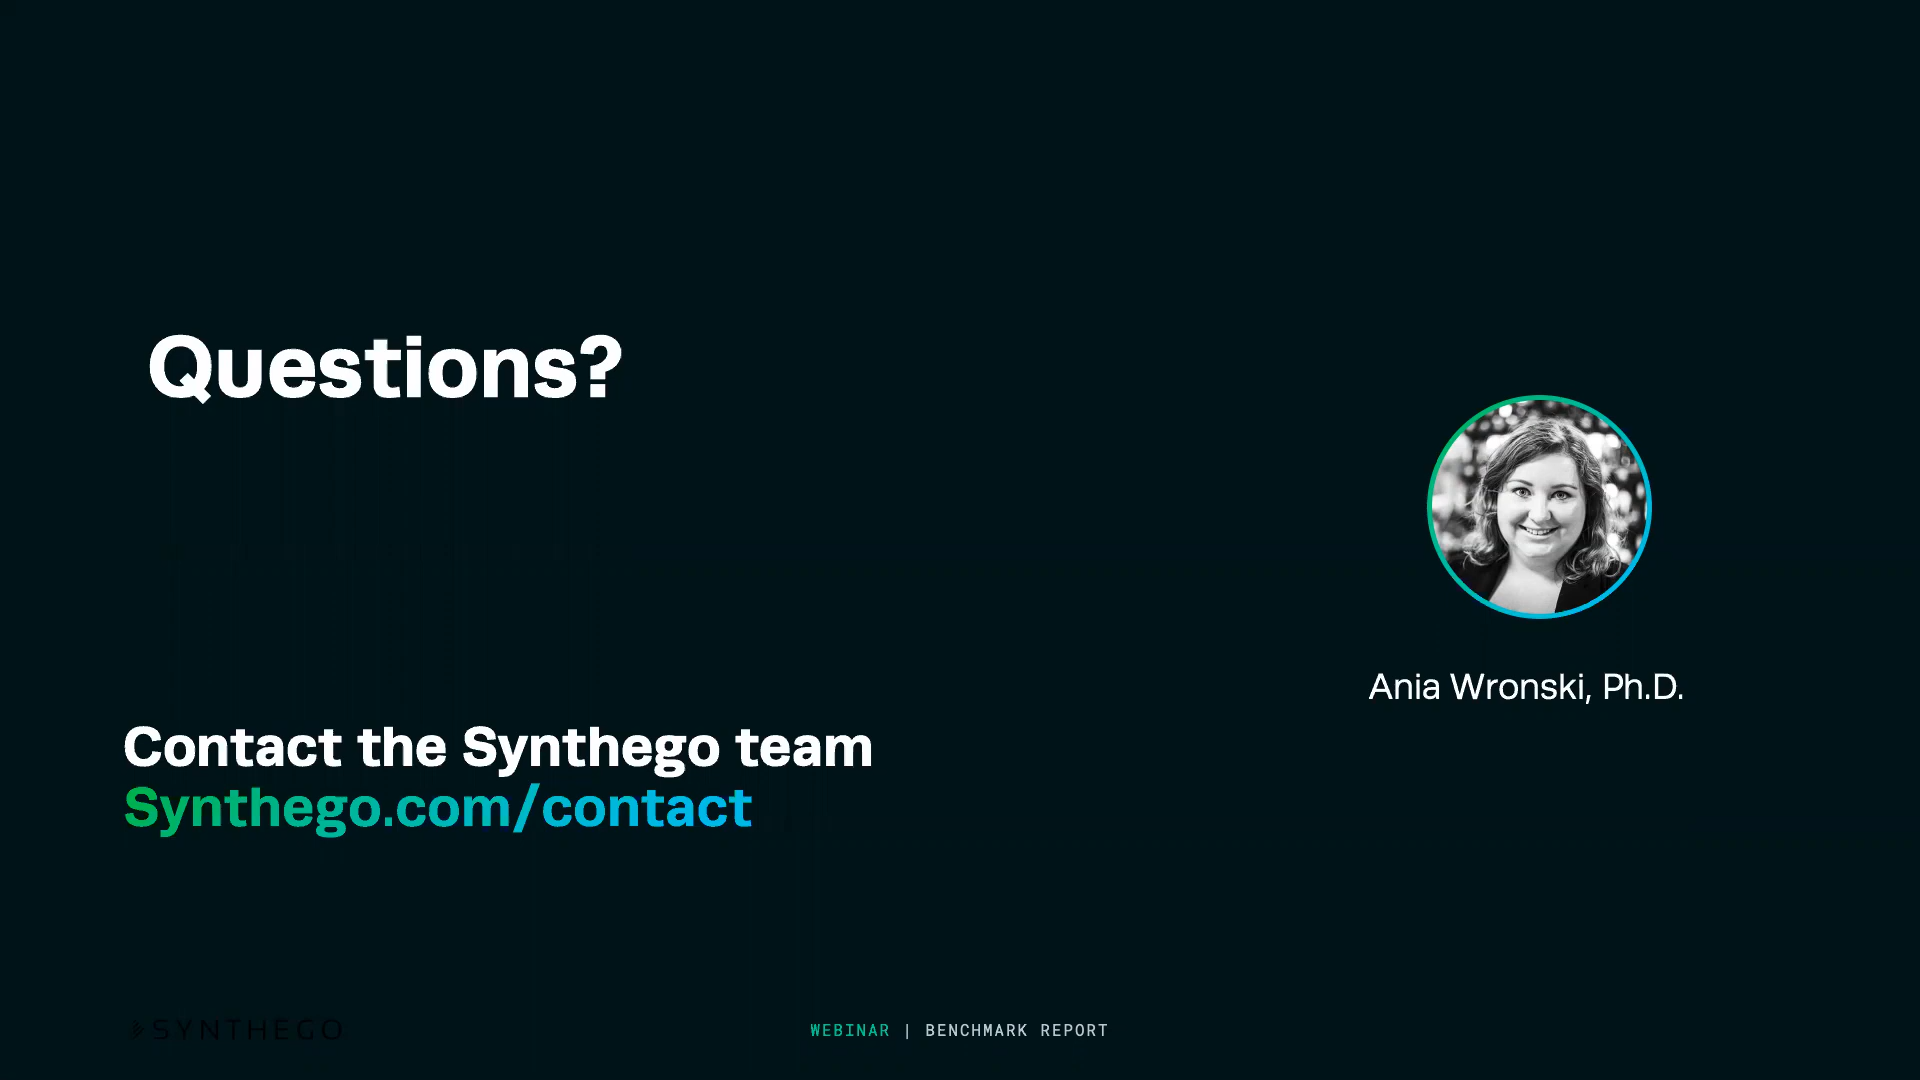 Questions?
Ania Wronski, Ph.D.
Contact the Synthego team
Synthego.com/contact
SYNTHEGO
WEBINAR | BENCHMARK REPORT